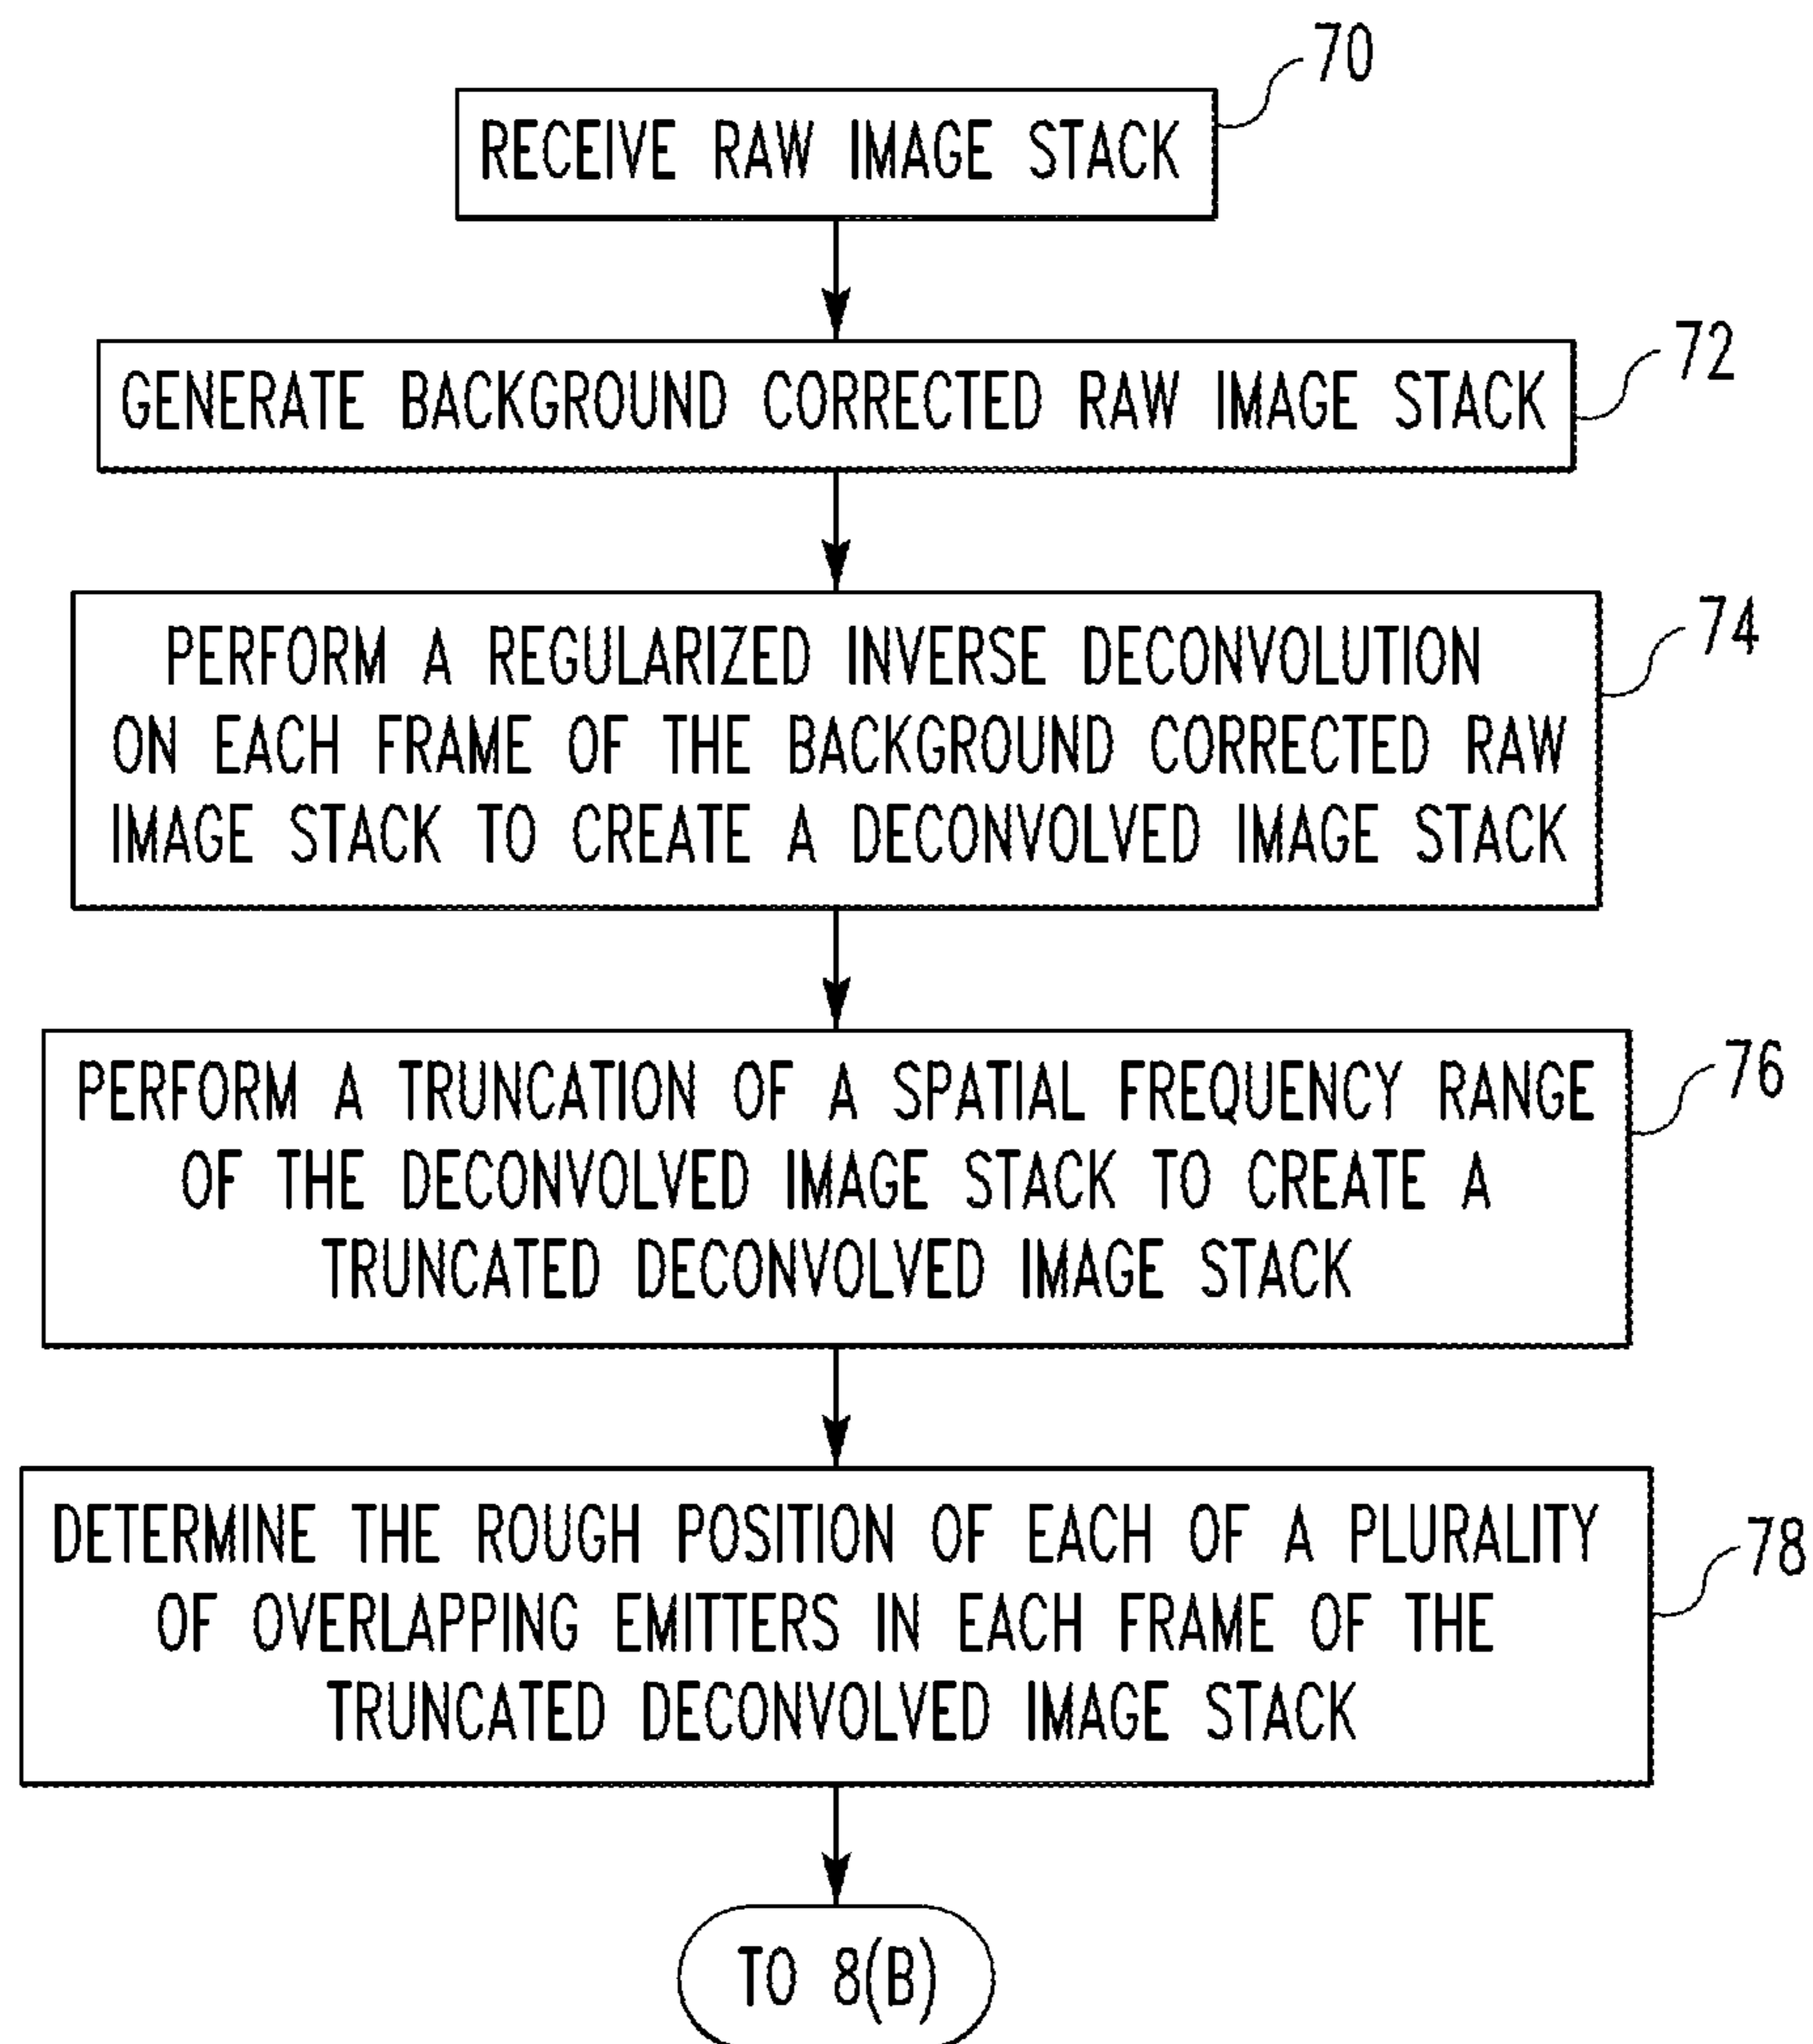 70
RECEIVE RAW IMAGE STACK
72
GENERATE BACKGROUND CORRECTED RAW IMAGE STACK
74
PERFORM A REGULARIZED INVERSE DECONVOLUTION
ON EACH FRAME OF THE BACKGROUND CORRECTED RAW
IMAGE STACK TO CREATE A DECONVOLVED IMAGE STACK
76
PERFORM A TRUNCATION OF A SPATIAL FREQUENCY RANGE
OF THE DECONVOLVED IMAGE STACK TO CREATE A
TRUNCATED DECONVOLVED IMAGE STACK
78
DETERMINE THE ROUGH POSITION OF EACH OF A PLURALITY
OF OVERLAPPING EMITTERS IN EACH FRAME OF THE
TRUNCATED DECONVOLVED IMAGE STACK
TO 8(B)